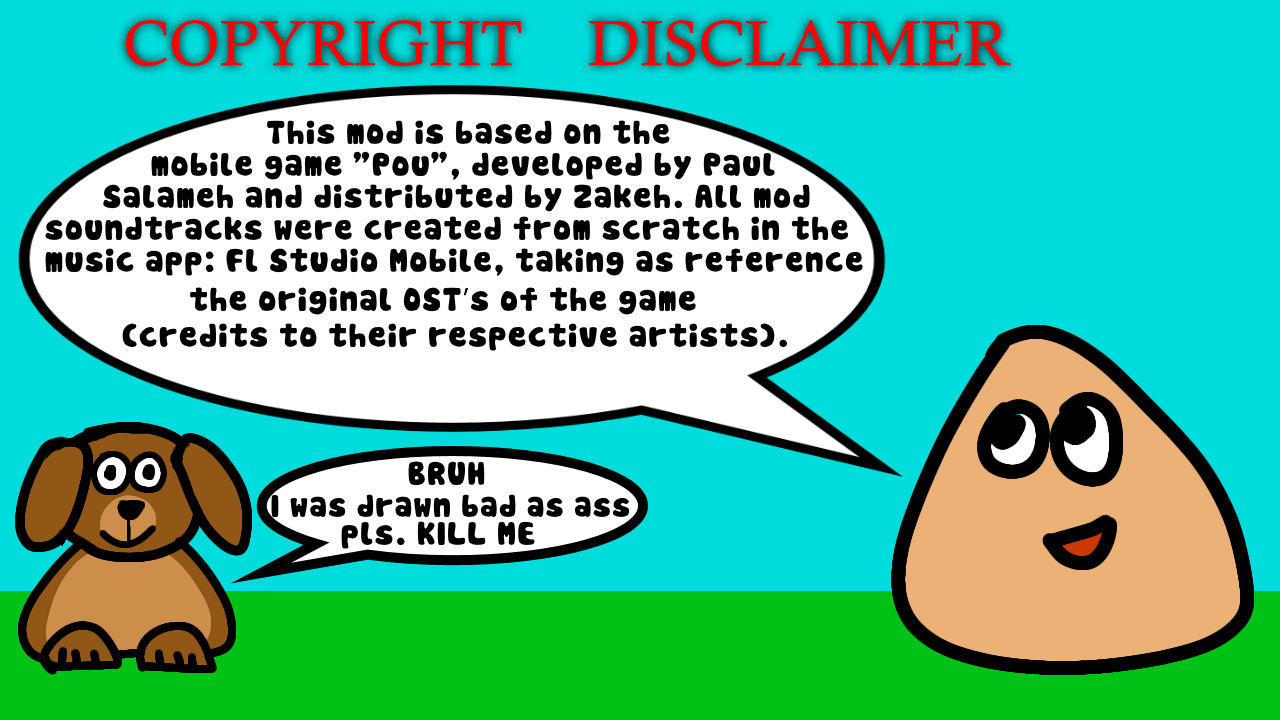 COPYRIGHT DISCLAIMER
This mod is based on the
mobile game "Pou", developed by Paul
Salameh and distributed by Zakeh. All mod
soundtracks were created from scratch in the
music app: Fl Studio Mobile, taking as reference
the original OST's of the game
(credits to their respective artists).
BRUH
I was drawn bad as ass
pls. KILL ME